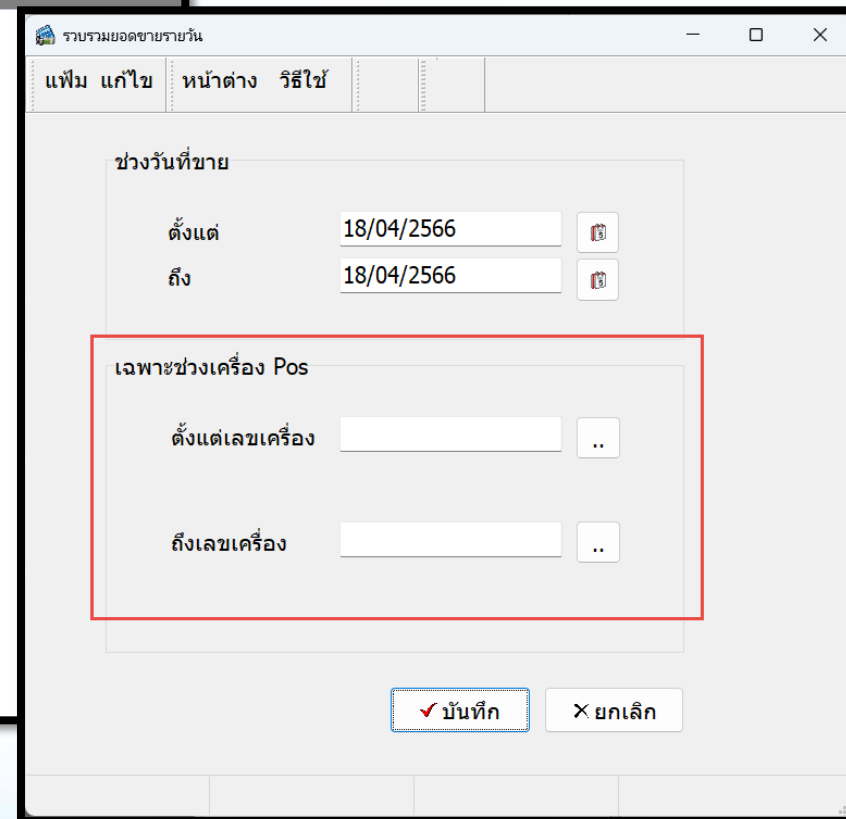 รวบรวมยอดขายรายวัน
แฟ้ม แก้ไข หน้าต่าง วิธีใช้
ช่วงวันที่ขาย
ตั้งแต่ 18/04/2566
ถึง 18/04/2566
เฉพาะช่วงเครื่อง Pos
ตั้งแต่เลขเครื่อง ..
ถึงเลขเครื่อง ..
บันทึก ยกเลิก